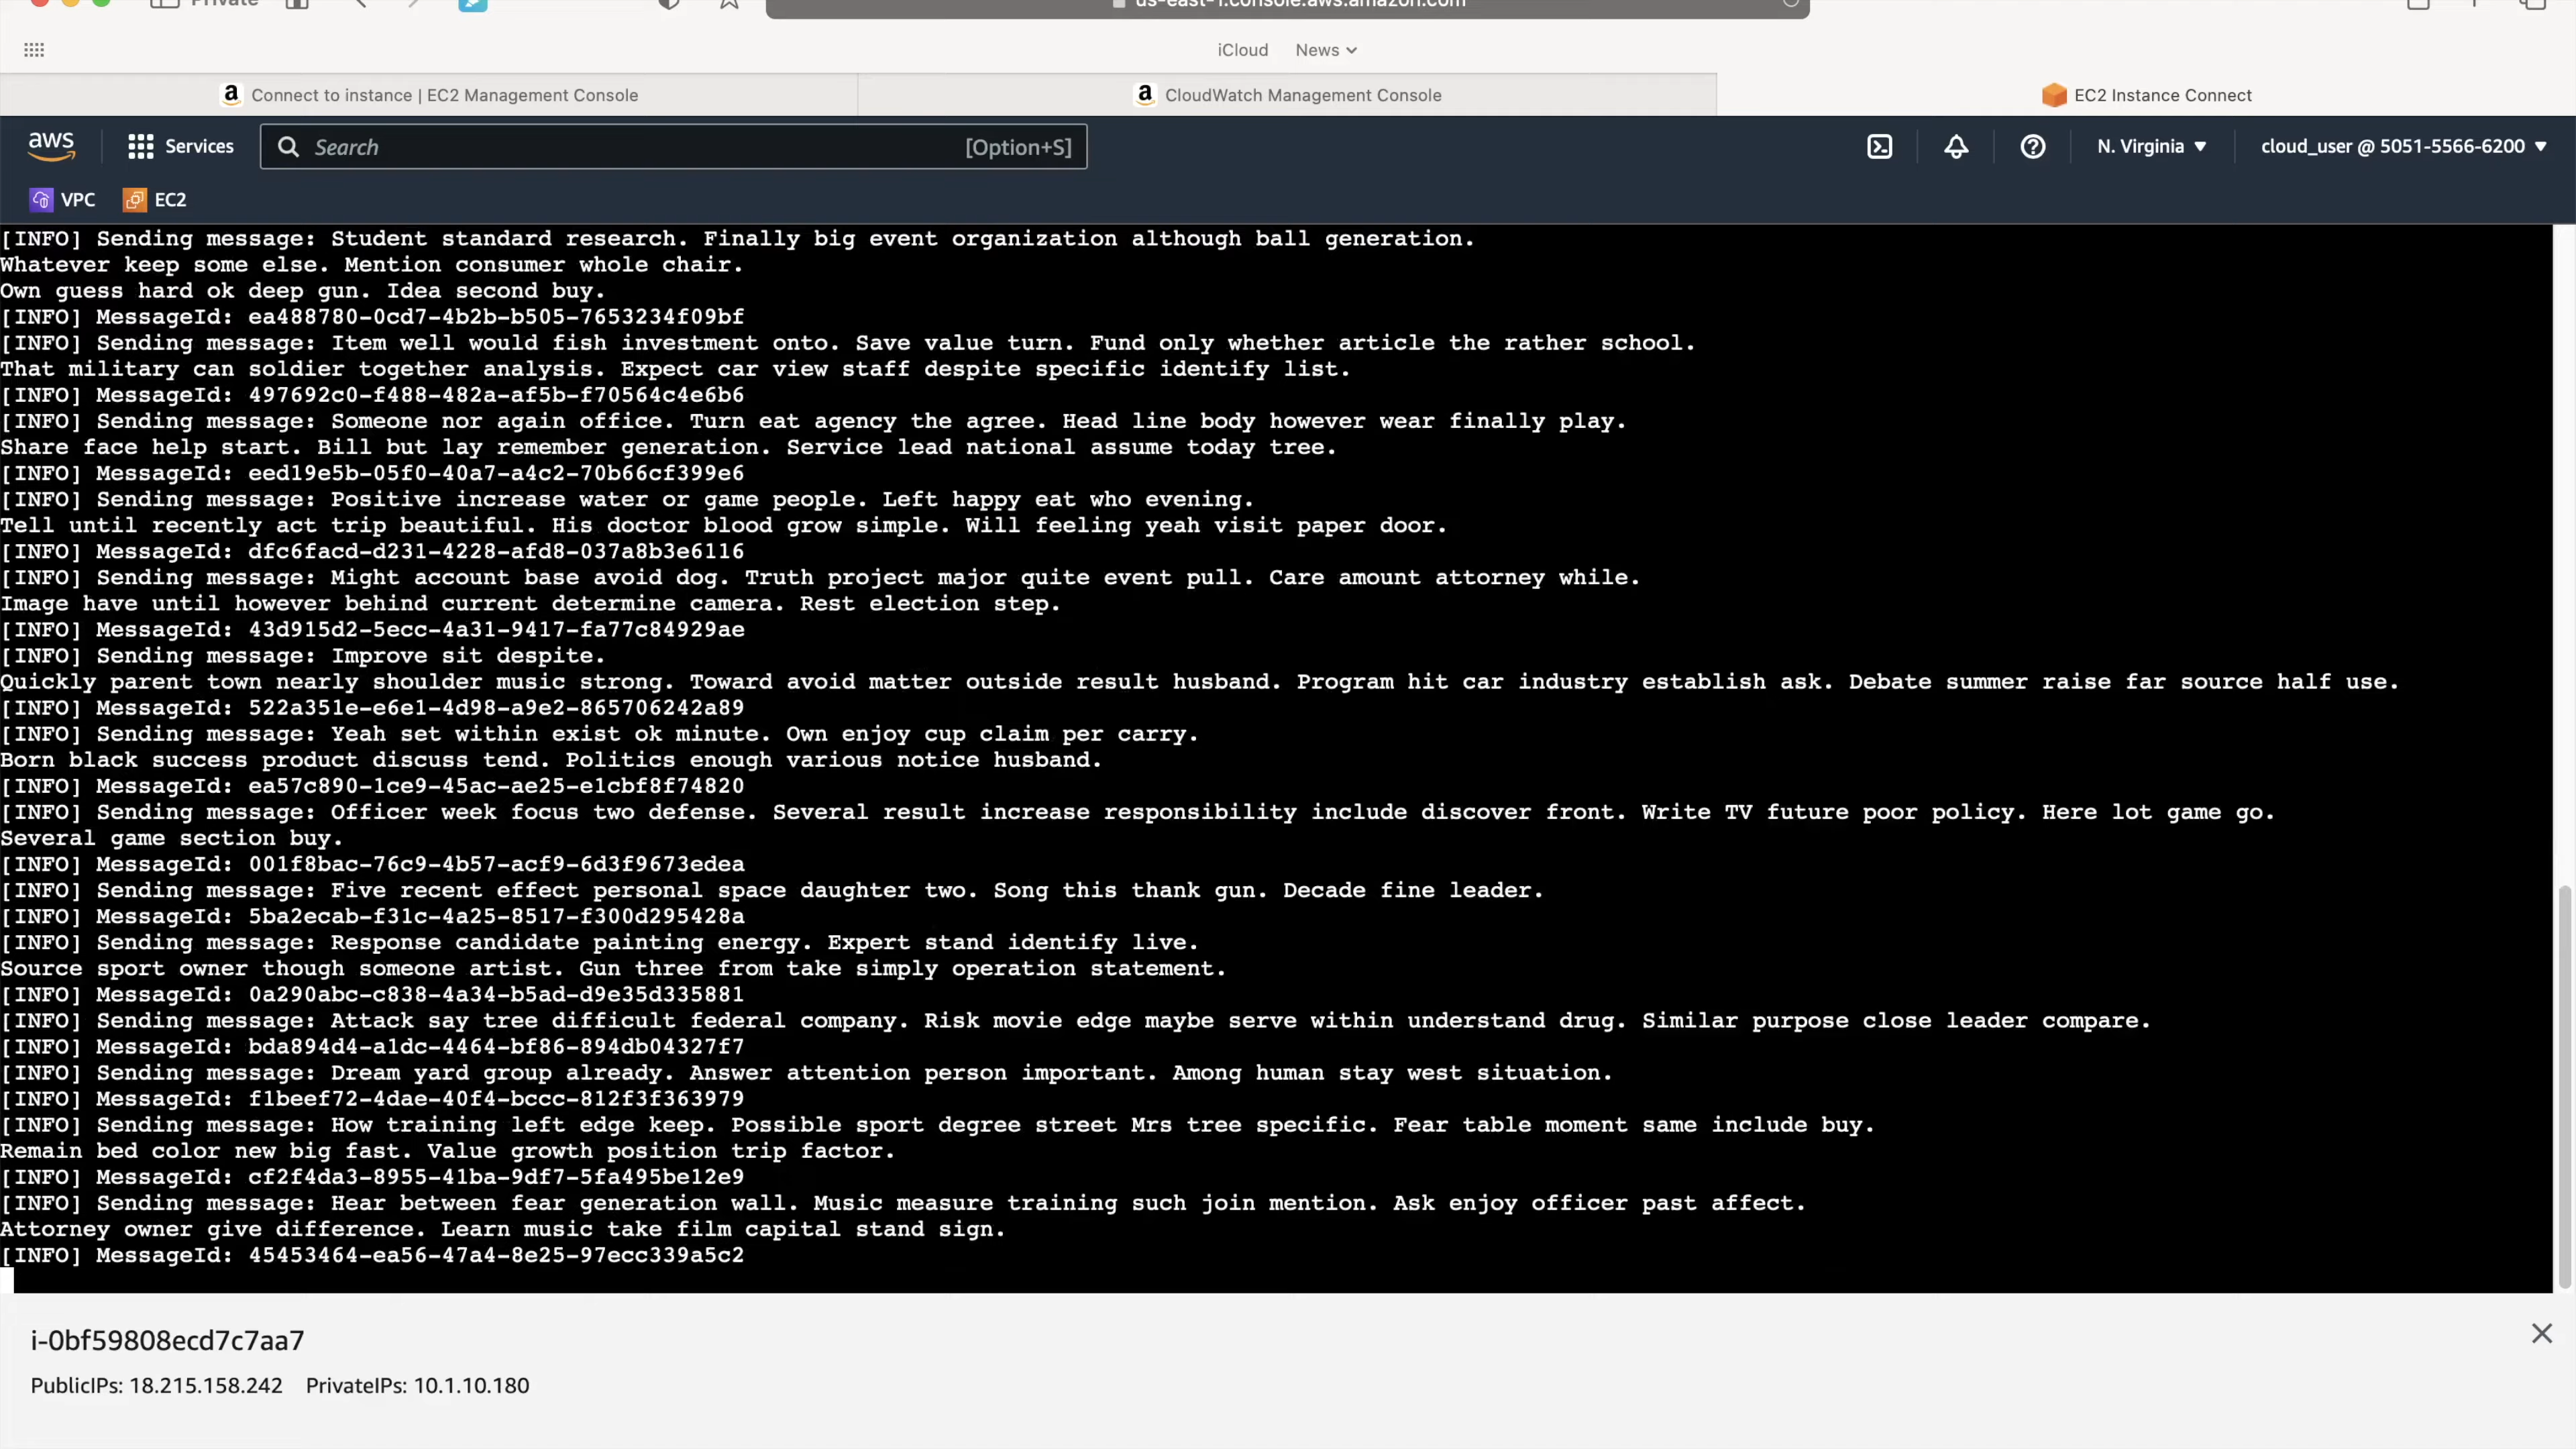 Private
us-east-1.console.aws.amazon.com
iCloud News
Connect to instance | EC2 Management Console
CloudWatch Management Console
EC2 Instance Connect
aws Services Search [Option+S] N. Virginia cloud_user @ 5051-5566-6200
VPC EC2
[INFO] Sending message: Student standard research. Finally big event organization although ball generation.
Whatever keep some else. Mention consumer whole chair.
Own guess hard ok deep gun. Idea second buy.
[INFO] MessageId: ea488780-0cd7-4b2b-b505-7653234f09bf
[INFO] Sending message: Item well would fish investment onto. Save value turn. Fund only whether article the rather school.
That military can soldier together analysis. Expect car view staff despite specific identify list.
[INFO] MessageId: 497692c0-f488-482a-af5b-f70564c4e6b6
[INFO] Sending message: Someone nor again office. Turn eat agency the agree. Head line body however wear finally play.
Share face help start. Bill but lay remember generation. Service lead national assume today tree.
[INFO] MessageId: eed19e5b-05f0-40a7-a4c2-70b66cf399e6
[INFO] Sending message: Positive increase water or game people. Left happy eat who evening.
Tell until recently act trip beautiful. His doctor blood grow simple. Will feeling yeah visit paper door.
[INFO] MessageId: dfc6facd-d231-4228-afd8-037a8b3e6116
[INFO] Sending message: Might account base avoid dog. Truth project major quite event pull. Care amount attorney while.
Image have until however behind current determine camera. Rest election step.
[INFO] MessageId: 43d915d2-5ecc-4a31-9417-fa77c84929ae
[INFO] Sending message: Improve sit despite.
Quickly parent town nearly shoulder music strong. Toward avoid matter outside result husband. Program hit car industry establish ask. Debate summer raise far source half use.
[INFO] MessageId: 522a351e-e6e1-4d98-a9e2-865706242a89
[INFO] Sending message: Yeah set within exist ok minute. Own enjoy cup claim per carry.
Born black success product discuss tend. Politics enough various notice husband.
[INFO] MessageId: ea57c890-1ce9-45ac-ae25-e1cbf8f74820
[INFO] Sending message: Officer week focus two defense. Several result increase responsibility include discover front. Write TV future poor policy. Here lot game go.
Several game section buy.
[INFO] MessageId: 001f8bac-76c9-4b57-acf9-6d3f9673edea
[INFO] Sending message: Five recent effect personal space daughter two. Song this thank gun. Decade fine leader.
[INFO] MessageId: 5ba2ecab-f31c-4a25-8517-f300d295428a
[INFO] Sending message: Response candidate painting energy. Expert stand identify live.
Source sport owner though someone artist. Gun three from take simply operation statement.
[INFO] MessageId: 0a290abc-c838-4a34-b5ad-d9e35d335881
[INFO] Sending message: Attack say tree difficult federal company. Risk movie edge maybe serve within understand drug. Similar purpose close leader compare.
[INFO] MessageId: bda894d4-a1dc-4464-bf86-894db04327f7
[INFO] Sending message: Dream yard group already. Answer attention person important. Among human stay west situation.
[INFO] MessageId: f1beef72-4dae-40f4-bccc-812f3f363979
[INFO] Sending message: How training left edge keep. Possible sport degree street Mrs tree specific. Fear table moment same include buy.
Remain bed color new big fast. Value growth position trip factor.
[INFO] MessageId: cf2f4da3-8955-41ba-9df7-5fa495be12e9
[INFO] Sending message: Hear between fear generation wall. Music measure training such join mention. Ask enjoy officer past affect.
Attorney owner give difference. Learn music take film capital stand sign.
[INFO] MessageId: 45453464-ea56-47a4-8e25-97ecc339a5c2
i-0bf59808ecd7c7aa7
PublicIPs: 18.215.158.242 PrivateIPs: 10.1.10.180